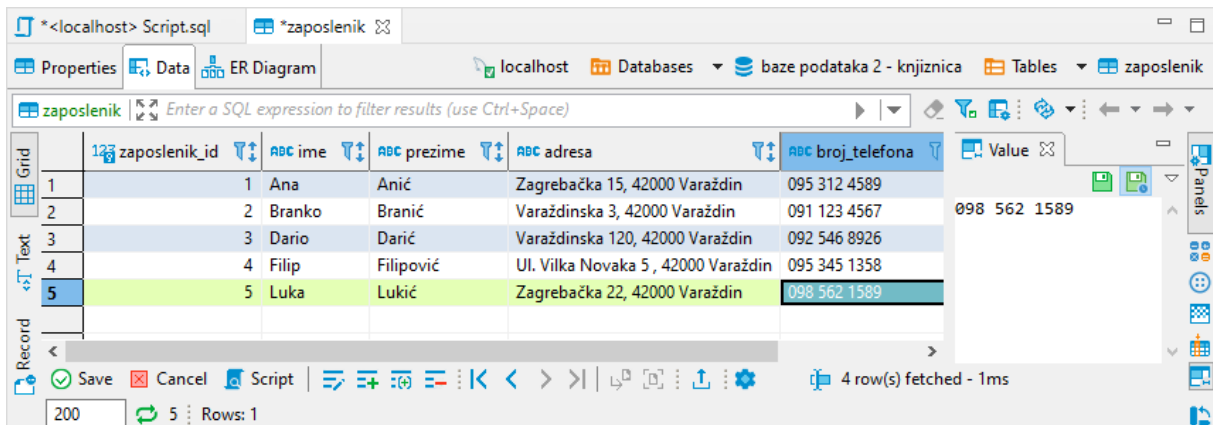 *<localhost> Script.sql *zaposlenik
Properties Data ER Diagram localhost Databases baze podataka 2 - knjiznica Tables zaposlenik
zaposlenik Enter a SQL expression to filter results (use Ctrl+Space)
Grid
Text
Record
123 zaposlenik_id ABC ime ABC prezime ABC adresa ABC broj_telefona
1 1 Ana Anić Zagrebačka 15, 42000 Varaždin 095 312 4589
2 2 Branko Branić Varaždinska 3, 42000 Varaždin 091 123 4567
3 3 Dario Darić Varaždinska 120, 42000 Varaždin 092 546 8926
4 4 Filip Filipović Ul. Vilka Novaka 5 , 42000 Varaždin 095 345 1358
5 5 Luka Lukić Zagrebačka 22, 42000 Varaždin 098 562 1589
Value
098 562 1589
Panels
Save Cancel Script 4 row(s) fetched - 1ms
200 5 Rows: 1